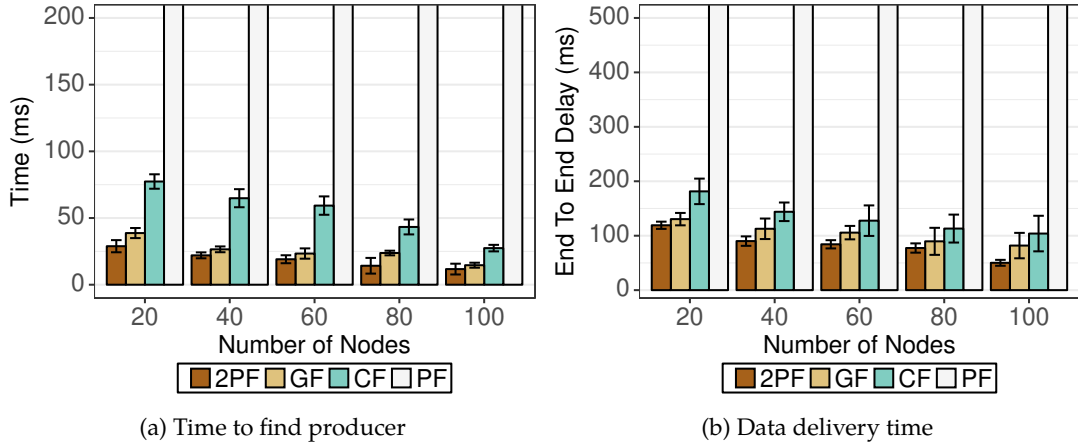 200
150
100
50
0
Time (ms)
20 40 60 80 100
Number of Nodes
2PF GF CF PF
(a) Time to find producer
500
400
300
200
100
0
End To End Delay (ms)
20 40 60 80 100
Number of Nodes
2PF GF CF PF
(b) Data delivery time